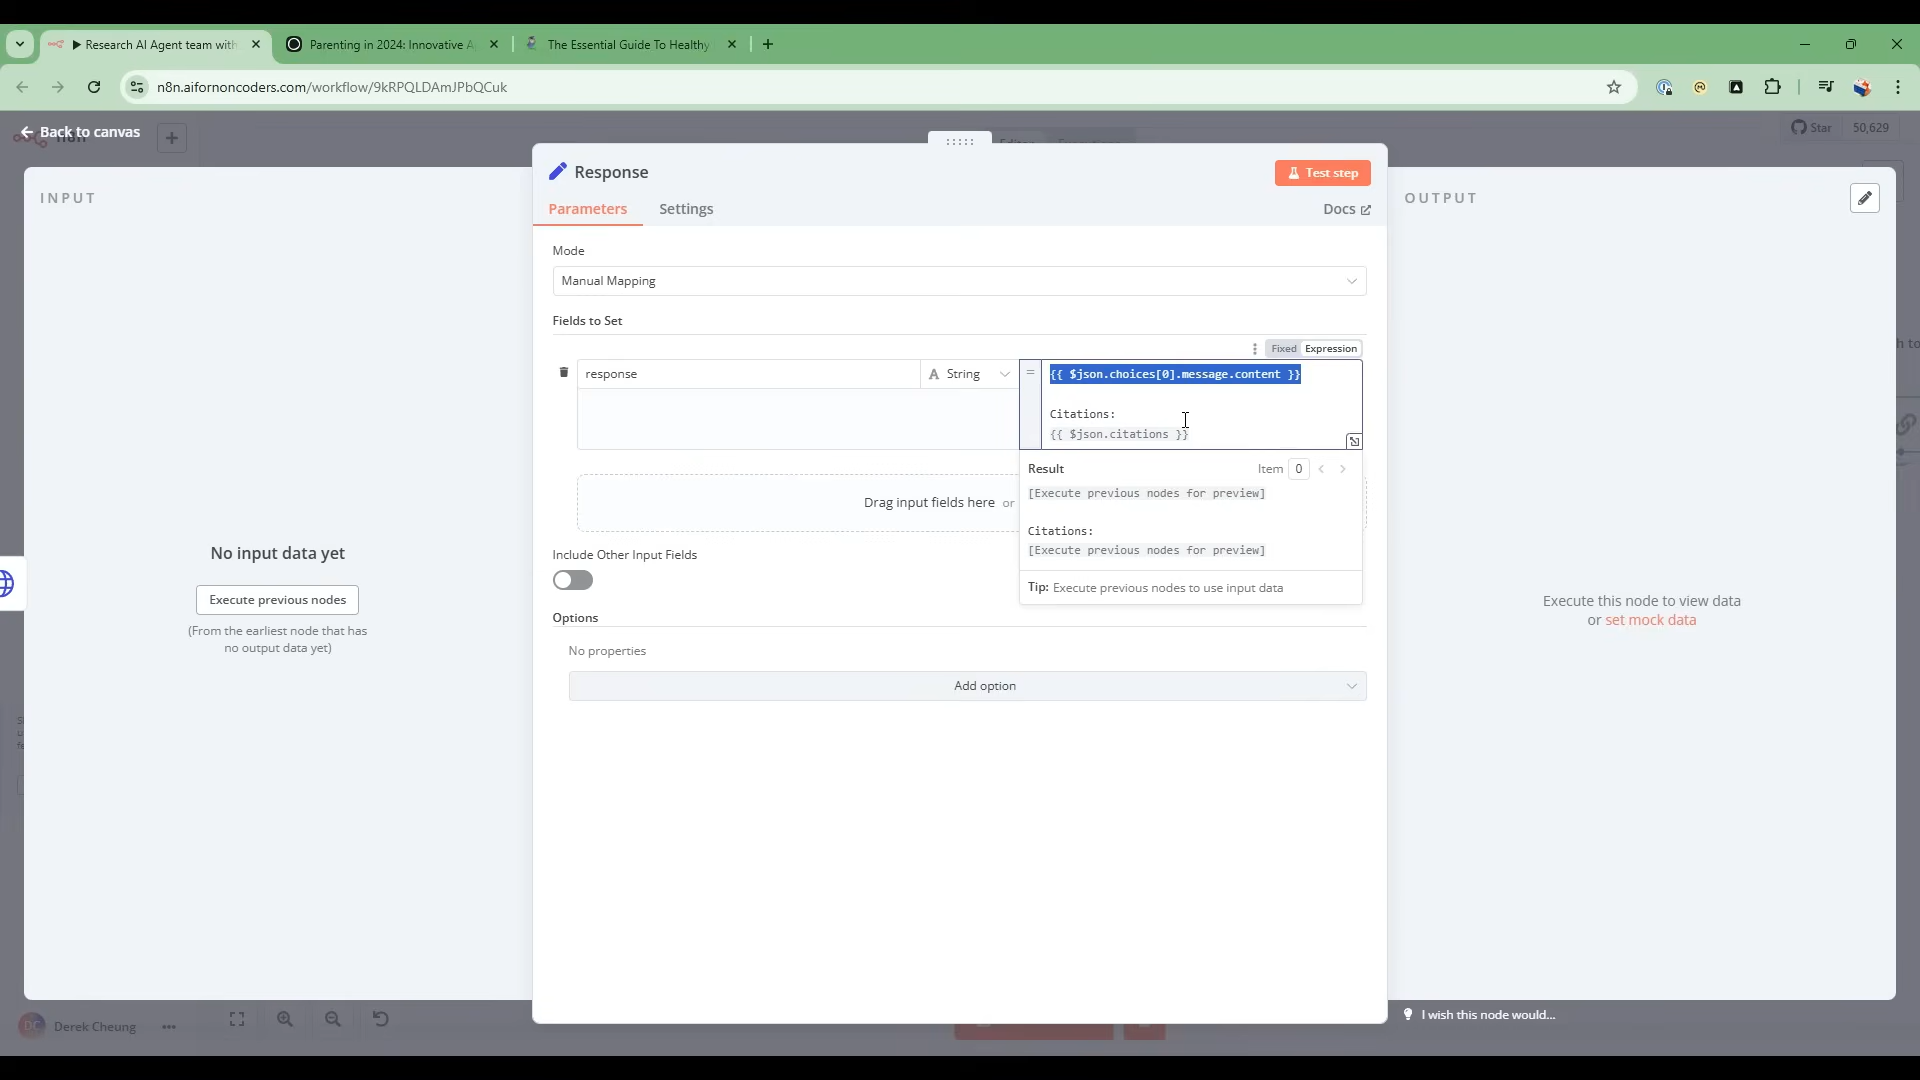 ▶ Research AI Agent team with
Parenting in 2024: Innovative A
The Essential Guide To Healthy
n8n.aifornoncoders.com/workflow/9kRPQLDAmJPbQCuk
Back to canvas
Star 50,629
Response
Test step
INPUT
OUTPUT
Parameters
Settings
Docs
Mode
Manual Mapping
Fields to Set
Fixed
Expression
response
A String
=
{{ $json.choices[0].message.content }}
Citations:
{{ $json.citations }}
Result
Item 0
[Execute previous nodes for preview]
Citations:
[Execute previous nodes for preview]
Tip: Execute previous nodes to use input data
Drag input fields here or
Include Other Input Fields
Options
No properties
Add option
No input data yet
Execute previous nodes
(From the earliest node that has
no output data yet)
Execute this node to view data
or set mock data
DC Derek Cheung
I wish this node would...